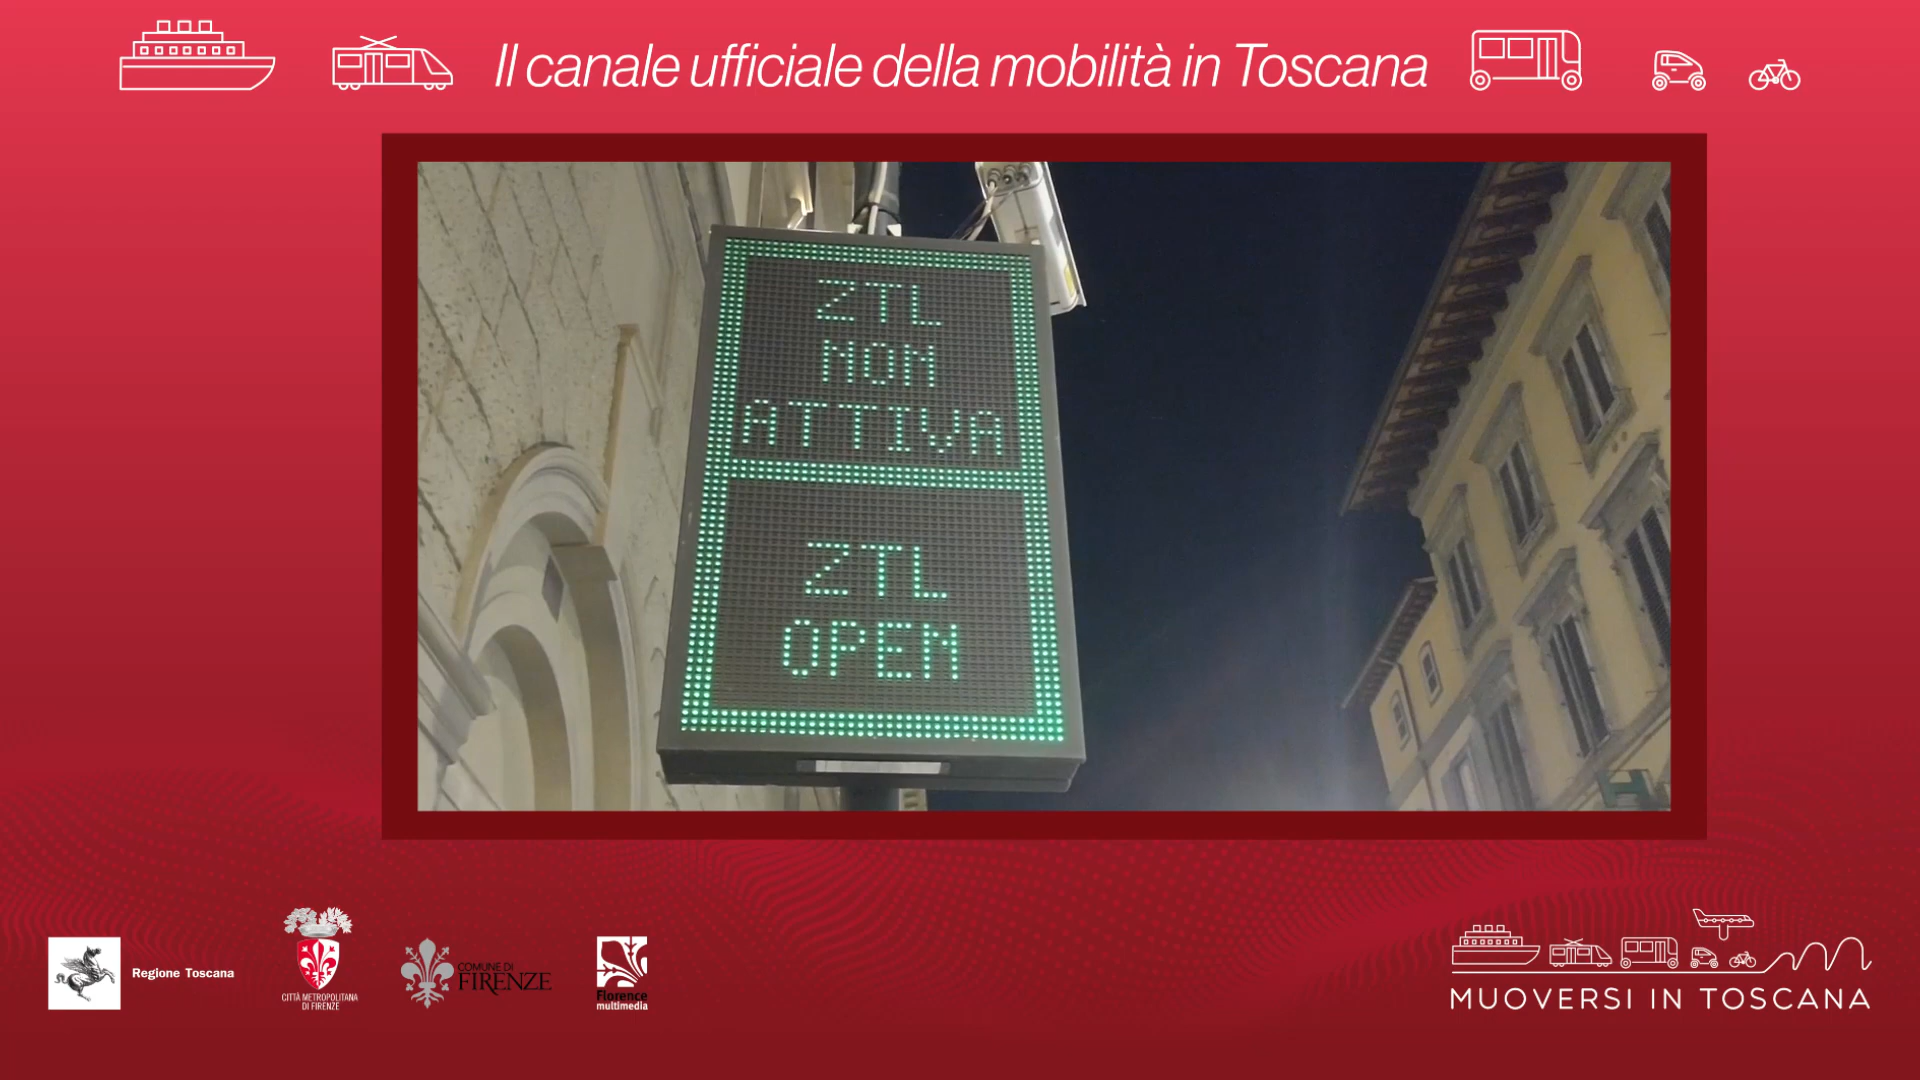 Il canale ufficiale della mobilità in Toscana
ZTL
NON
ATTIVA
ZTL
OPEN
Regione Toscana
CITTÀ METROPOLITANA
DI FIRENZE
COMUNE DI
FIRENZE
Florence
multimedia
MUOVERSI IN TOSCANA